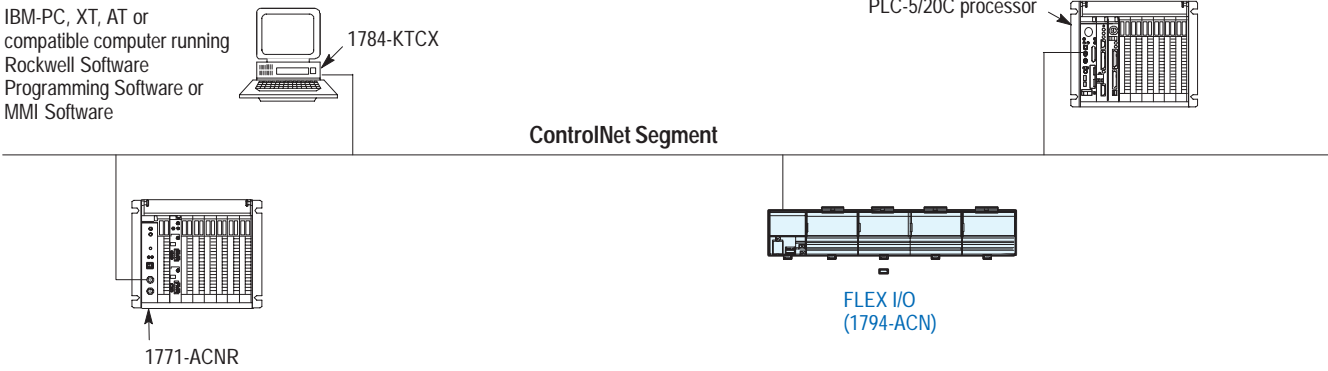 IBM-PC, XT, AT or
compatible computer running
Rockwell Software
Programming Software or
MMI Software
1784-KTCX
PLC-5/20C processor
ControlNet Segment
FLEX I/O
(1794-ACN)
1771-ACNR